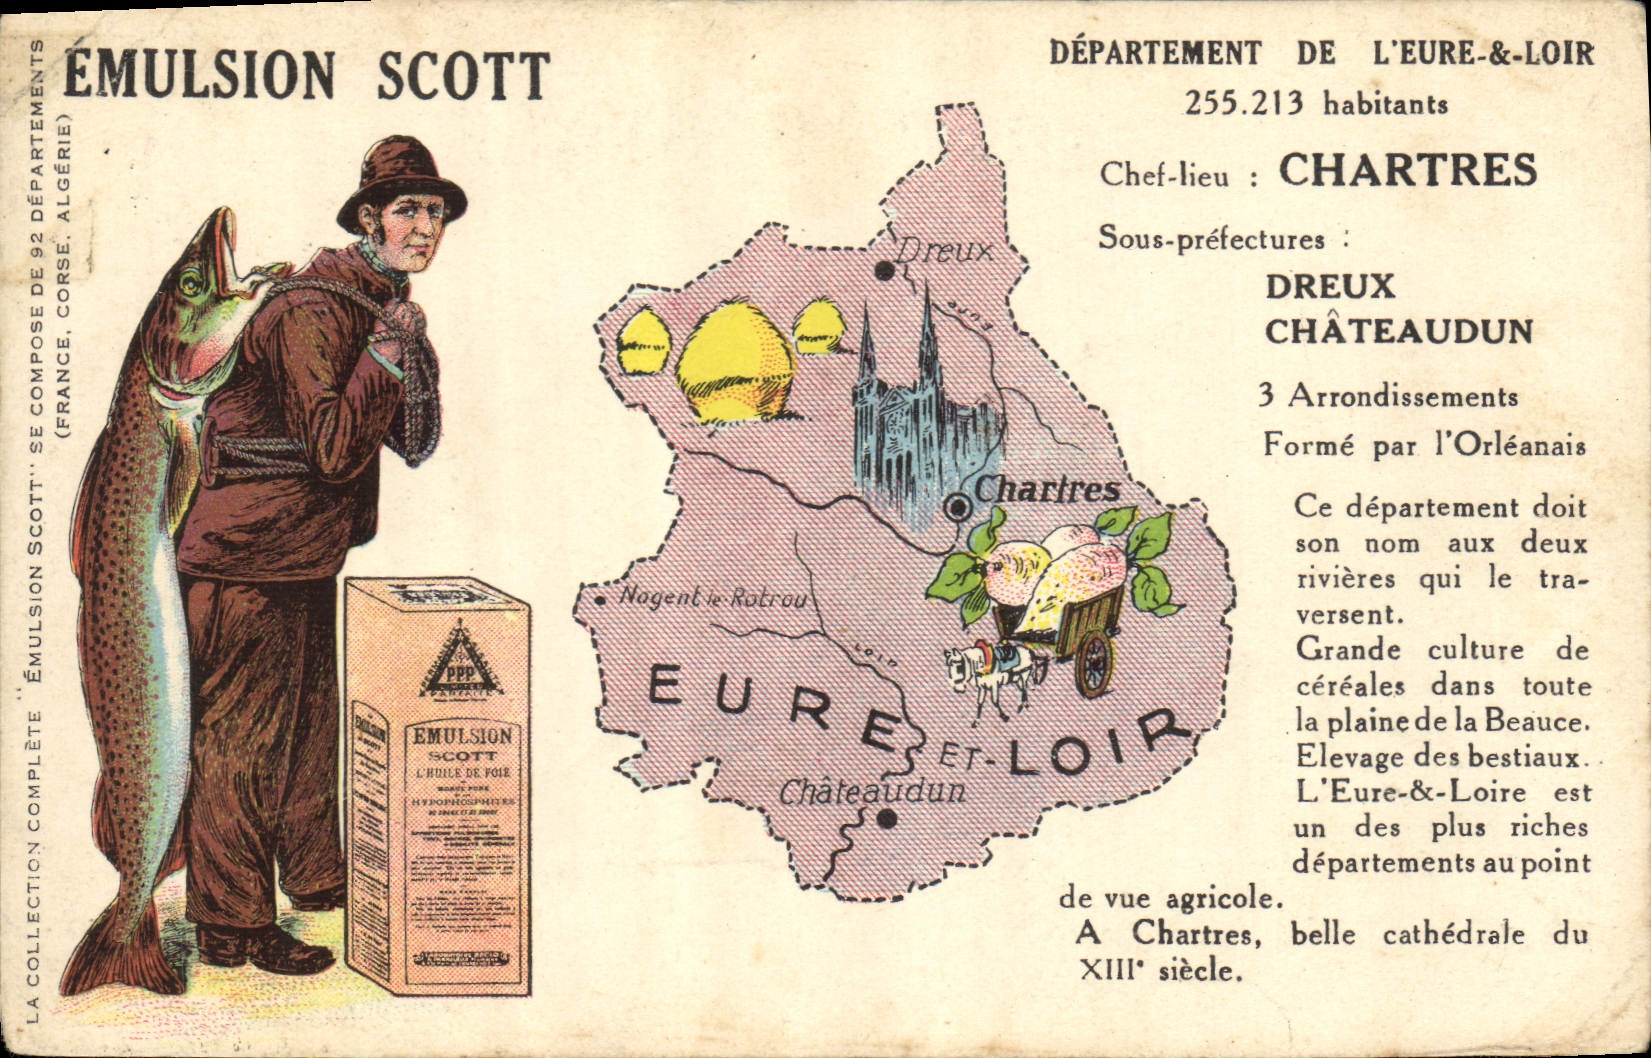 ÉMULSION SCOTT
LA COLLECTION COMPLÈTE "ÉMULSION SCOTT" SE COMPOSE DE 92 DÉPARTEMENTS
(FRANCE, CORSE, ALGÉRIE)
DÉPARTEMENT DE L'EURE-&-LOIR
255.213 habitants
Chef-lieu : CHARTRES
Sous-préfectures :
DREUX
CHÂTEAUDUN
3 Arrondissements
Formé par l'Orléanais
Ce département doit
son nom aux deux
rivières qui le tra-
versent.
Grande culture de
céréales dans toute
la plaine de la Beauce.
Elevage des bestiaux.
L'Eure-&-Loire est
un des plus riches
départements au point
de vue agricole.
A Chartres, belle cathédrale du
XIIIe siècle.
Dreux
EURE
Chartres
Nogent-le-Rotrou
LOIR
EURE
ET-LOIR
Châteaudun
PPP
EMULSION
SCOTT
L'HUILE DE FOIE
HYPOPHOSPHITES